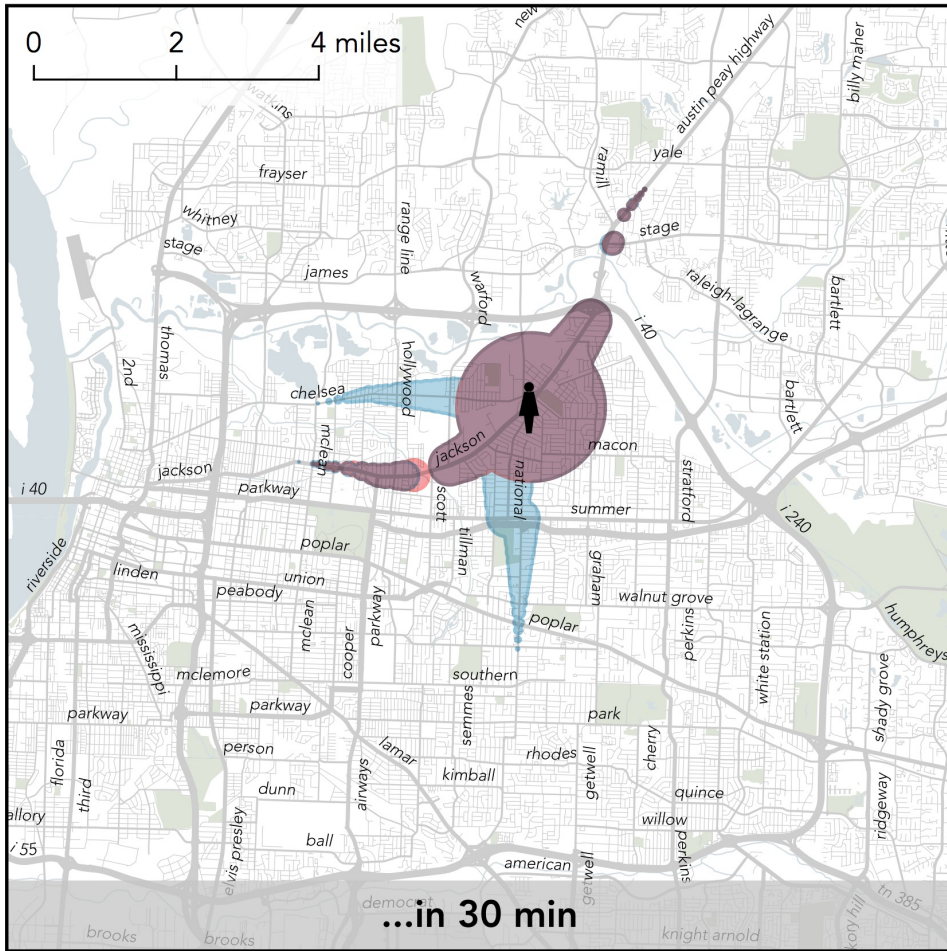 0 2 4 miles
new
austin peay highway
billy maher
watkins
ramill
yale
frayser
range line
whitney
stage
stage
james
warford
raleigh-lagrange
bartlett
i 40
thomas
2nd
hollywood
chelsea
bartlett
mclean
jackson
macon
jackson
parkway
scott
national
stratford
i 40
summer
i 240
tillman
poplar
riverside
linden
union
peabody
graham
walnut grove
mclean
cooper
parkway
poplar
perkins
white station
humphreys
mississippi
mclemore
southern
shady grove
parkway
parkway
semmes
park
cherry
person
lamar
rhodes
getwell
florida
third
airways
kimball
dunn
quince
ridgeway
allory
willow
elvis presley
ball
perkins
i 55
american
getwell
tn 385
democrat
...in 30 min
brooks
brooks
knight arnold